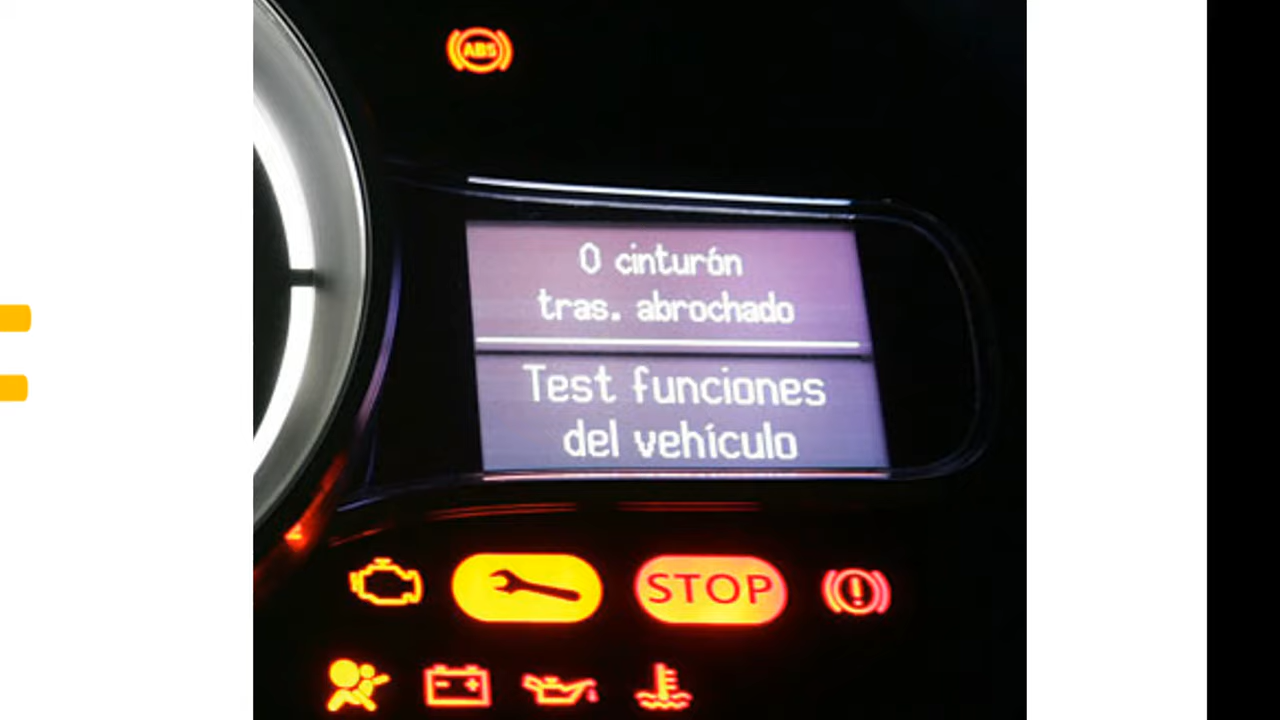 ABS
0 cinturón
tras. abrochado
Test funciones
del vehículo
STOP